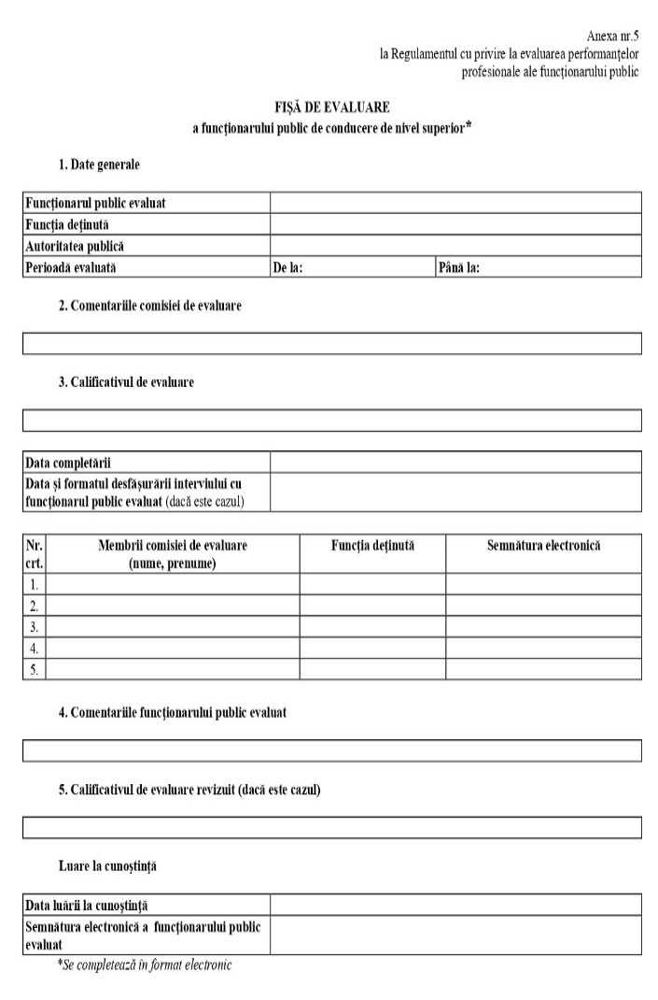 Anexa nr.5
la Regulamentul cu privire la evaluarea performanțelor
profesionale ale funcționarului public
FIȘĂ DE EVALUARE
a funcționarului public de conducere de nivel superior*
1. Date generale
Funcționarul public evaluat
Funcția deținută
Autoritatea publică
Perioadă evaluată De la: Până la:
2. Comentariile comisiei de evaluare
3. Calificativul de evaluare
Data completării
Data și formatul desfășurării interviului cu
funcționarul public evaluat (dacă este cazul)
Nr. Membrii comisiei de evaluare Funcția deținută Semnătura electronică
crt. (nume, prenume)
1.
2.
3.
4.
5.
4. Comentariile funcționarului public evaluat
5. Calificativul de evaluare revizuit (dacă este cazul)
Luare la cunoștință
Data luării la cunoștință
Semnătura electronică a funcționarului public
evaluat
*Se completează în format electronic